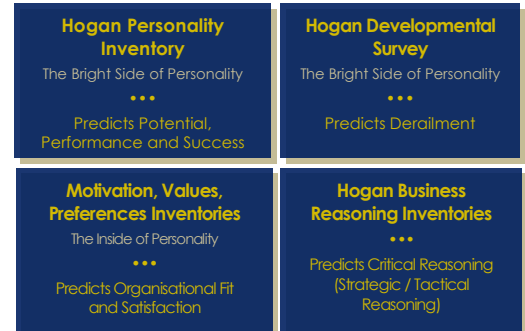 Hogan Personality
Inventory
The Bright Side of Personality
•••
Predicts Potential,
Performance and Success
Hogan Developmental
Survey
The Bright Side of Personality
•••
Predicts Derailment
Motivation, Values,
Preferences Inventories
The Inside of Personality
•••
Predicts Organisational Fit
and Satisfaction
Hogan Business
Reasoning Inventories
•••
Predicts Critical Reasoning
(Strategic / Tactical
Reasoning)